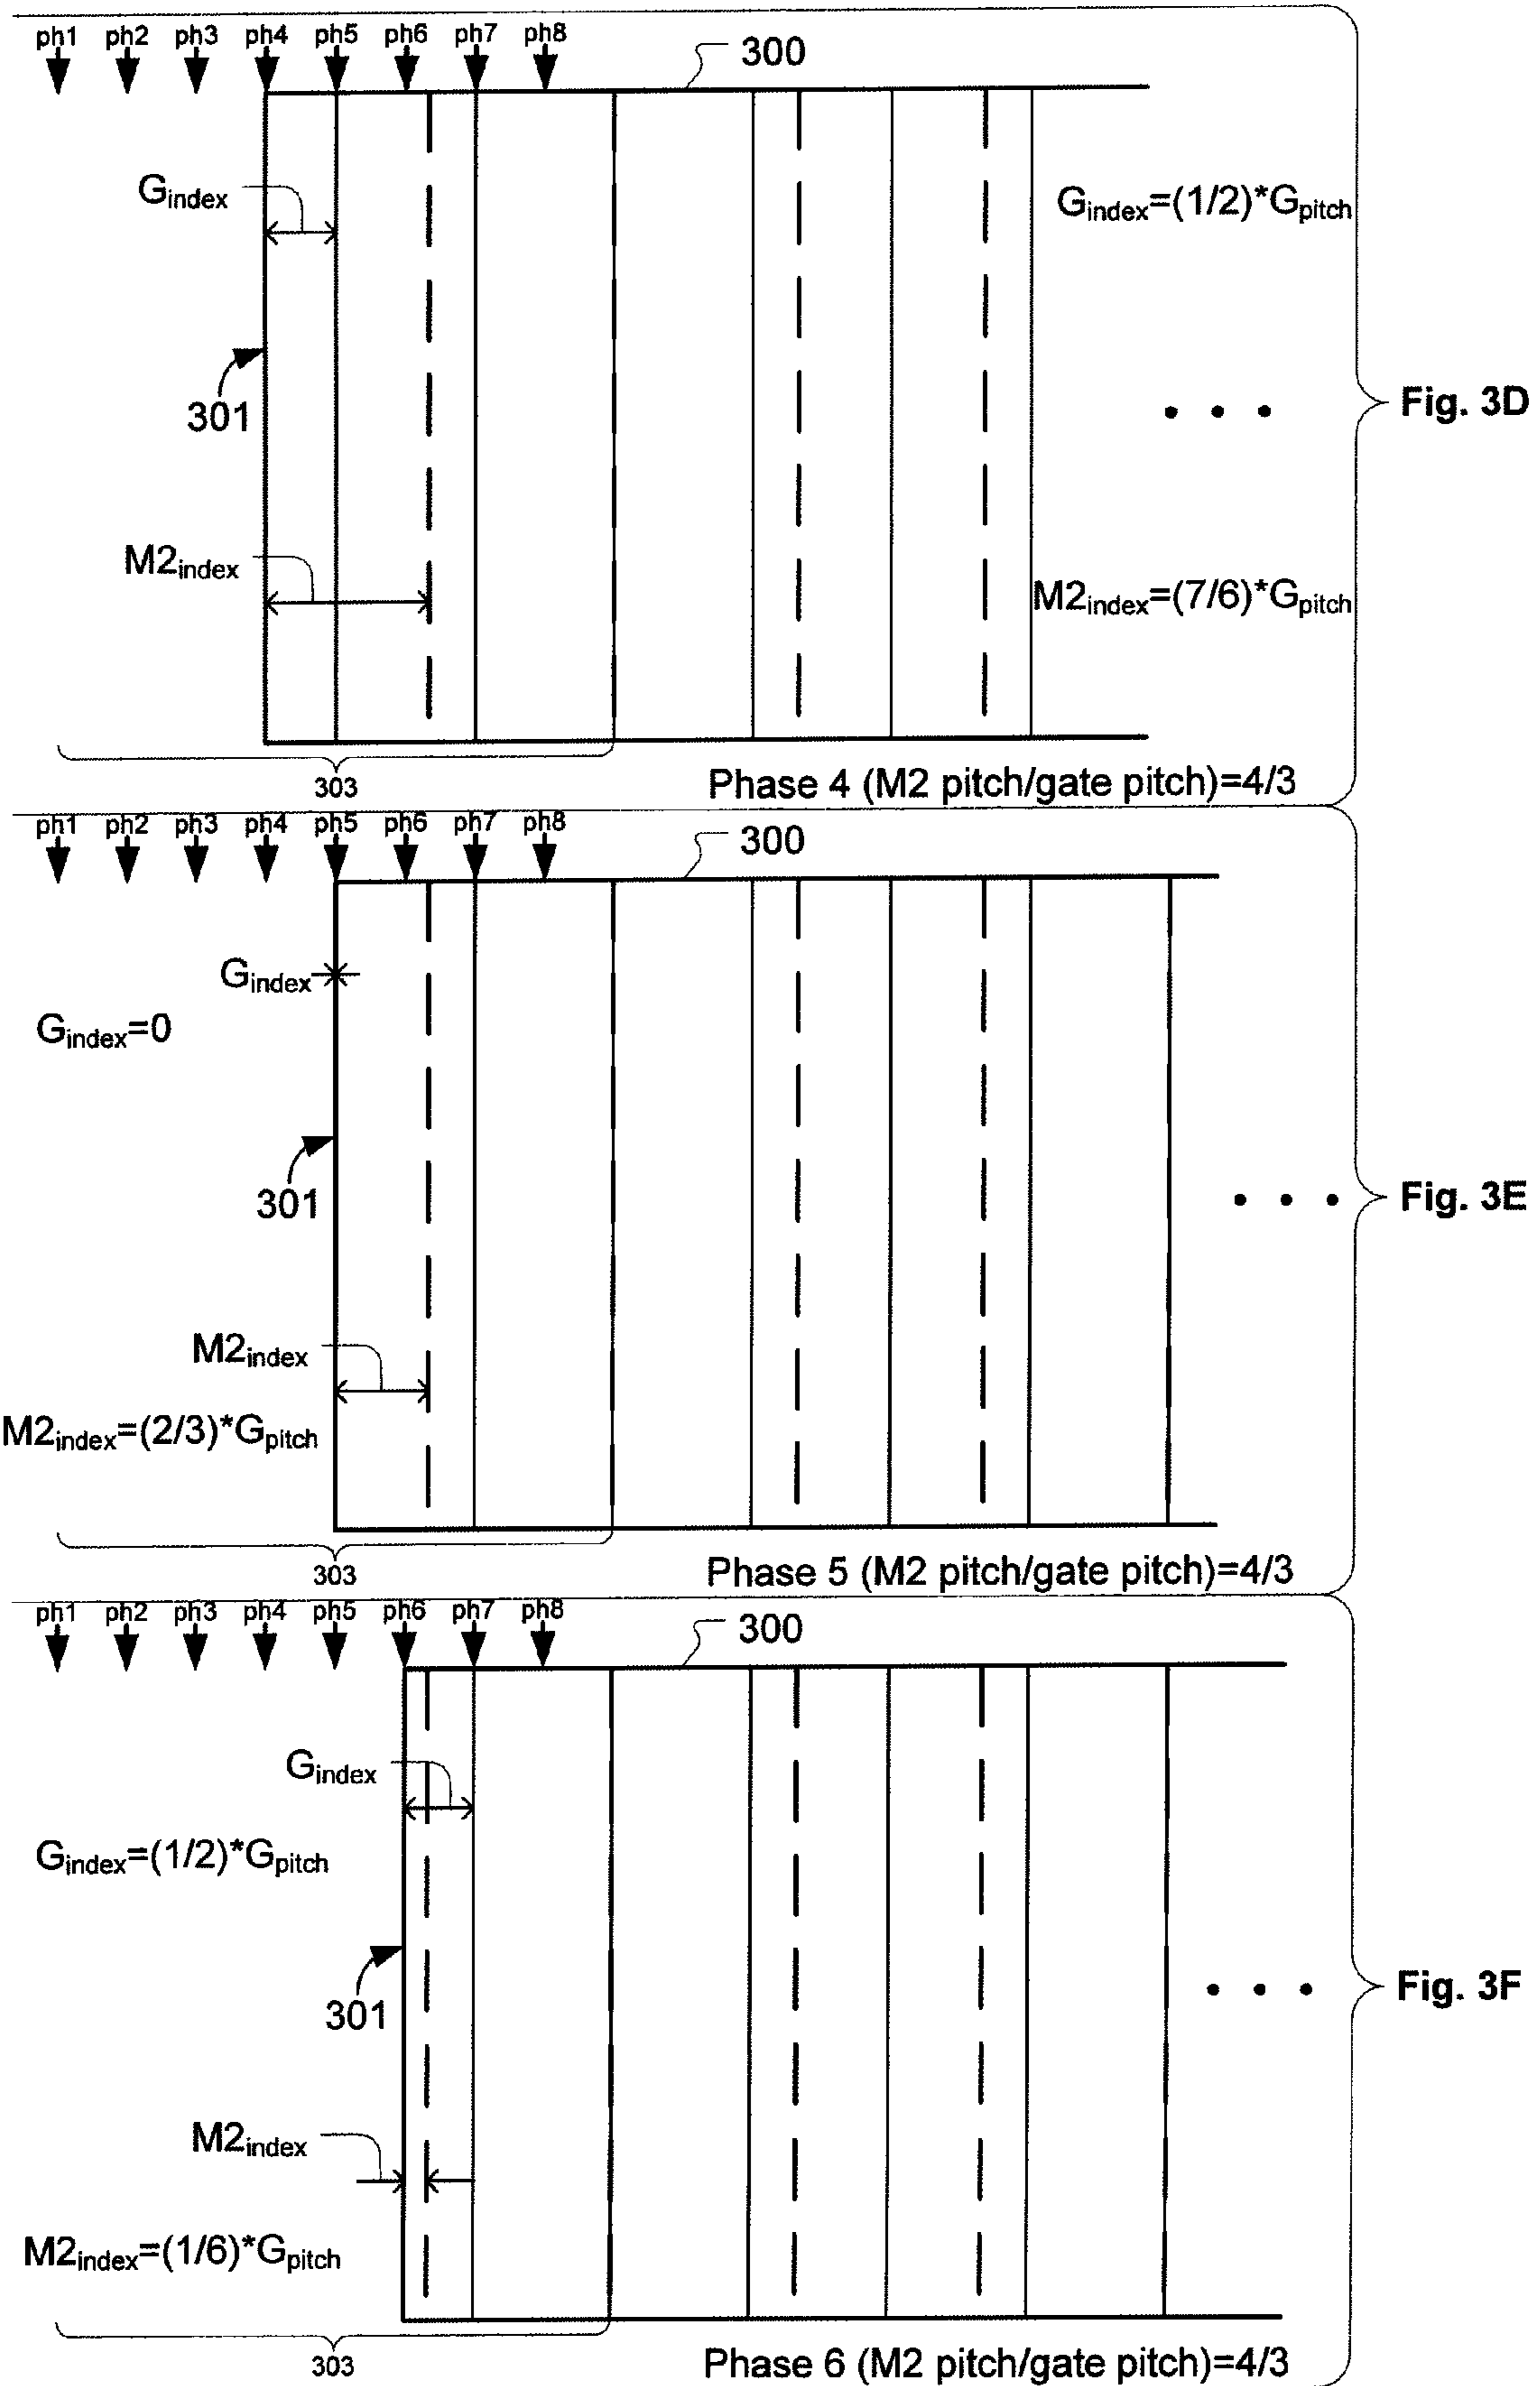 ph1 ph2 ph3 ph4 ph5 ph6 ph7 ph8
300
Gindex
Gindex=(1/2)*Gpitch
301
Fig. 3D
M2index
M2index=(7/6)*Gpitch
303
Phase 4 (M2 pitch/gate pitch)=4/3
ph1 ph2 ph3 ph4 ph5 ph6 ph7 ph8
300
Gindex
Gindex=0
301
Fig. 3E
M2index
M2index=(2/3)*Gpitch
303
Phase 5 (M2 pitch/gate pitch)=4/3
ph1 ph2 ph3 ph4 ph5 ph6 ph7 ph8
300
Gindex
Gindex=(1/2)*Gpitch
301
Fig. 3F
M2index
M2index=(1/6)*Gpitch
303
Phase 6 (M2 pitch/gate pitch)=4/3